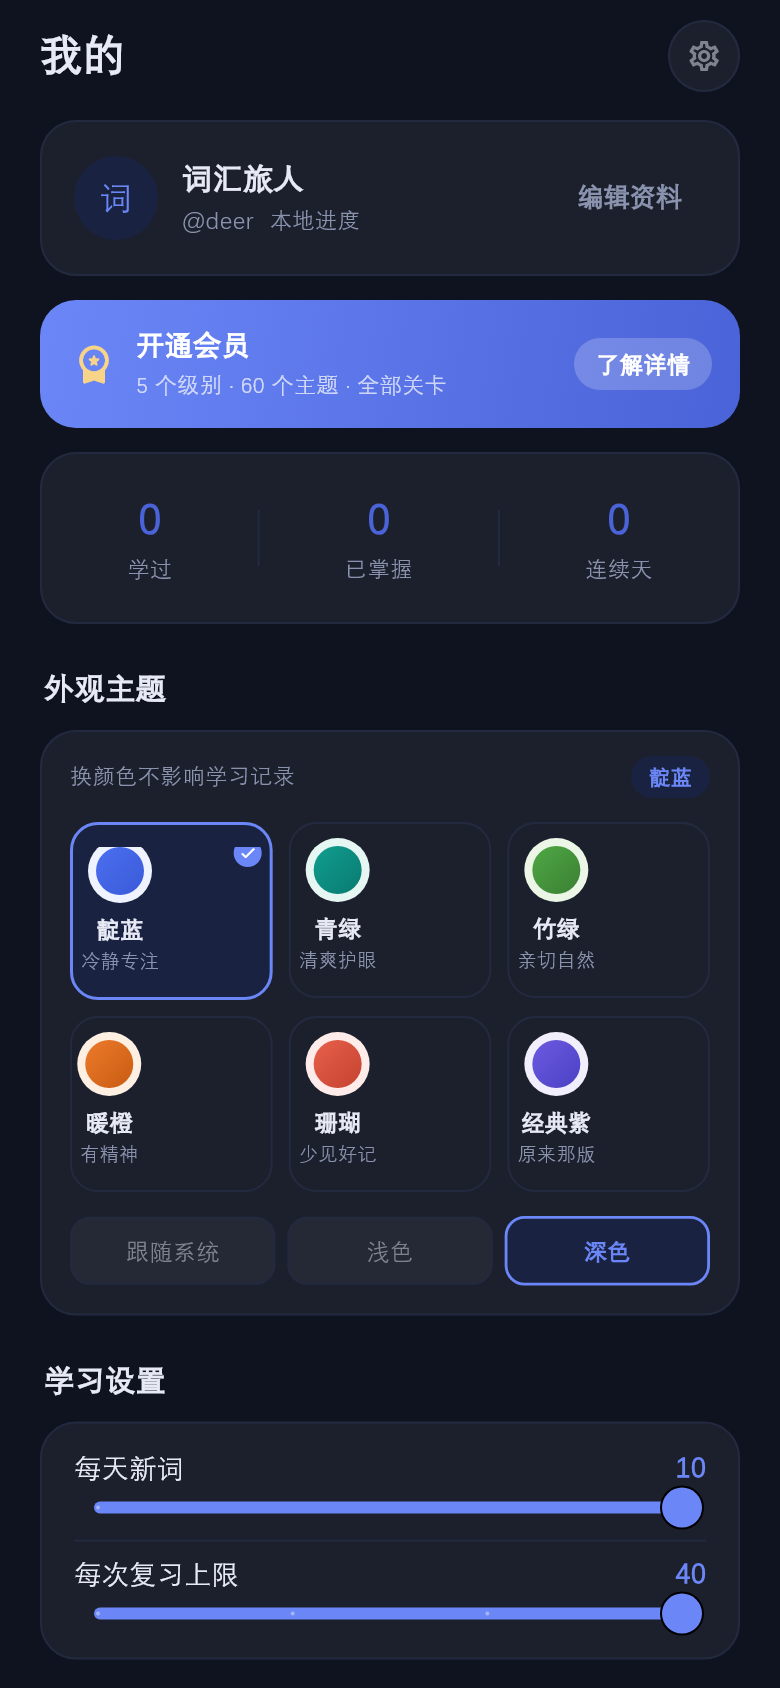 我的
词
词汇旅人
@deer 本地进度
编辑资料
开通会员
5 个级别 · 60 个主题 · 全部关卡
了解详情
0 0 0
学过 已掌握 连续天
外观主题
换颜色不影响学习记录 靛蓝
靛蓝 青绿 竹绿
冷静专注 清爽护眼 亲切自然
暖橙 珊瑚 经典紫
有精神 少见好记 原来那版
跟随系统 浅色 深色
学习设置
每天新词 10
每次复习上限 40